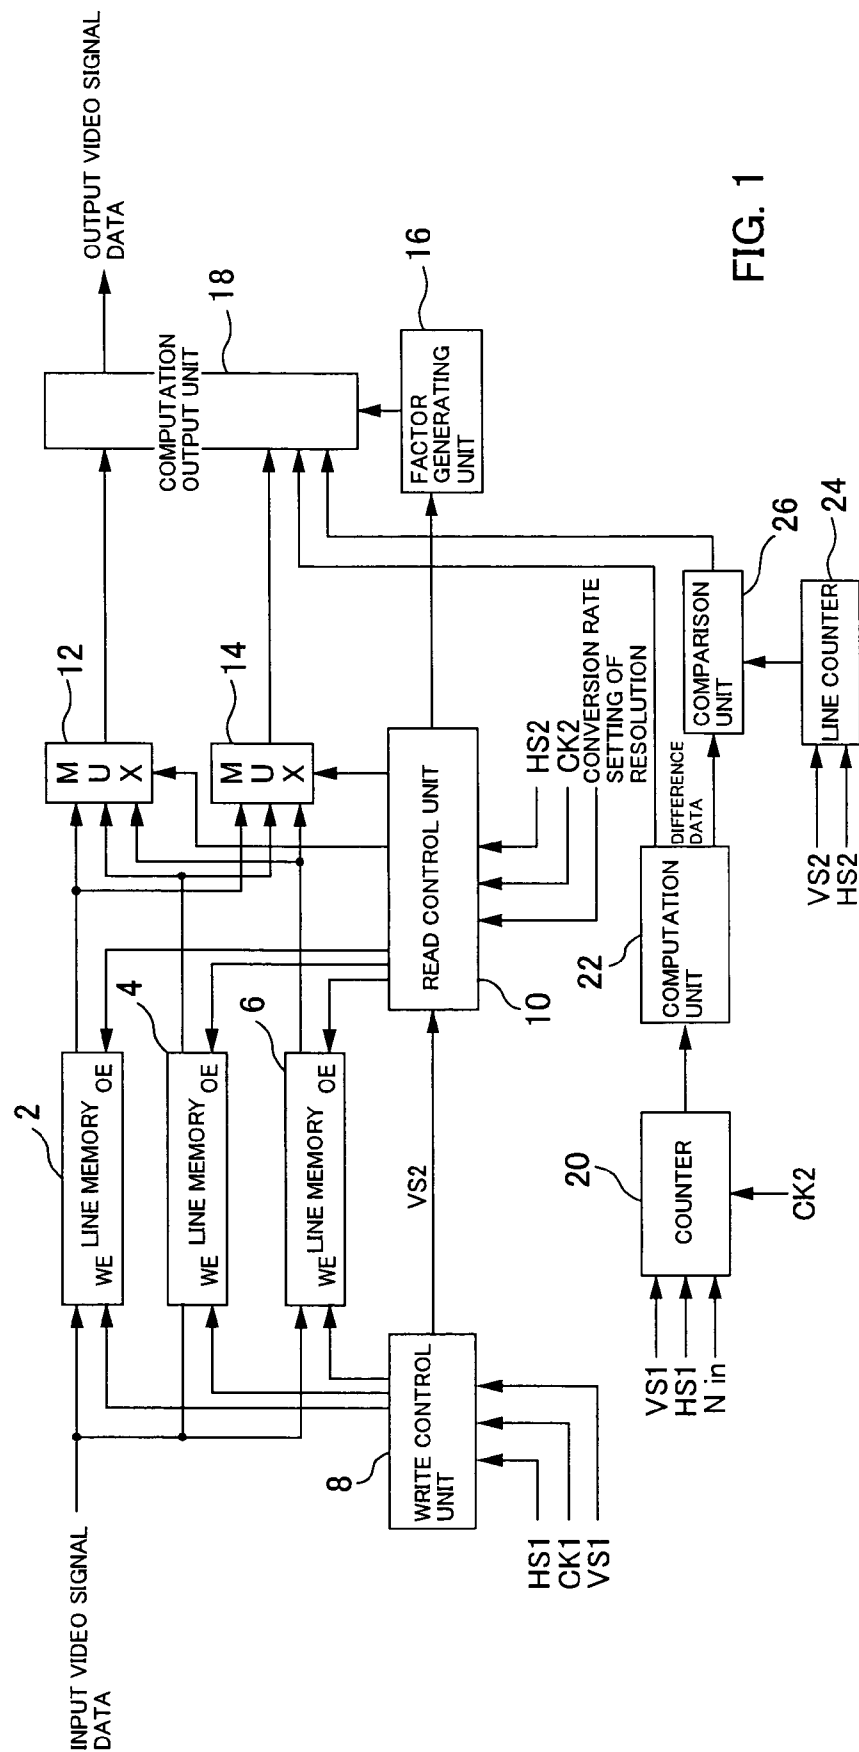 INPUT VIDEO SIGNAL
DATA
OUTPUT VIDEO SIGNAL
DATA
2
WE
LINE MEMORY
OE
4
WE
LINE MEMORY
OE
6
WE
LINE MEMORY
OE
12
M
U
X
14
M
U
X
18
COMPUTATION
OUTPUT UNIT
16
FACTOR
GENERATING
UNIT
8
WRITE CONTROL
UNIT
HS1
CK1
VS1
VS2
10
READ CONTROL UNIT
HS2
CK2
CONVERSION RATE
SETTING OF
RESOLUTION
20
COUNTER
VS1
HS1
N in
CK2
22
COMPUTATION
UNIT
DIFFERENCE
DATA
26
COMPARISON
UNIT
24
LINE COUNTER
VS2
HS2
FIG. 1